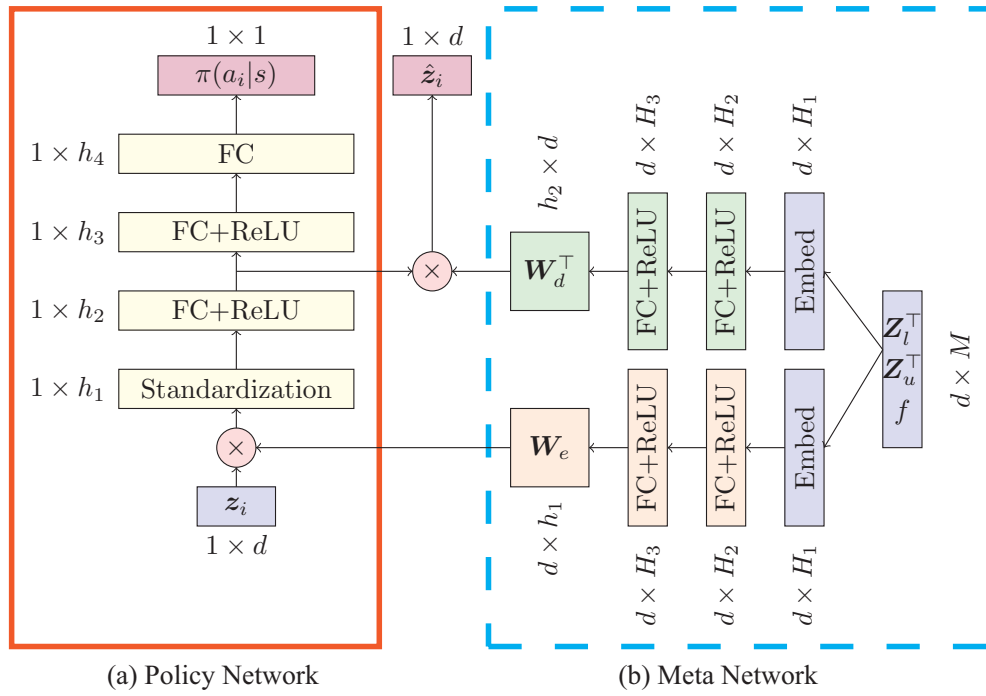 1 × 1
π(a_i|s)
1 × h_4
FC
1 × h_3
FC+ReLU
1 × h_2
FC+ReLU
1 × h_1
Standardization
×
z_i
1 × d
1 × d
ẑ_i
×
h_2 × d
W_d^⊤
d × H_3
FC+ReLU
d × H_2
FC+ReLU
d × H_1
Embed
W_e
d × h_1
FC+ReLU
d × H_3
FC+ReLU
d × H_2
Embed
d × H_1
Z_l^⊤
Z_u^⊤
f
d × M
(a) Policy Network
(b) Meta Network